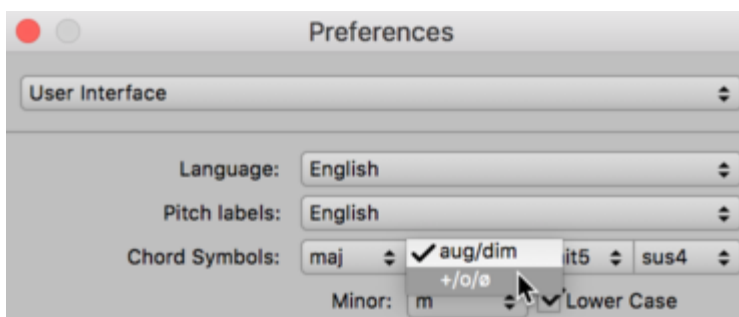 Preferences
User Interface
Language: English
Pitch labels: English
Chord Symbols: maj ✓aug/dim it5 sus4
+/o/ø
Minor: m ✓Lower Case